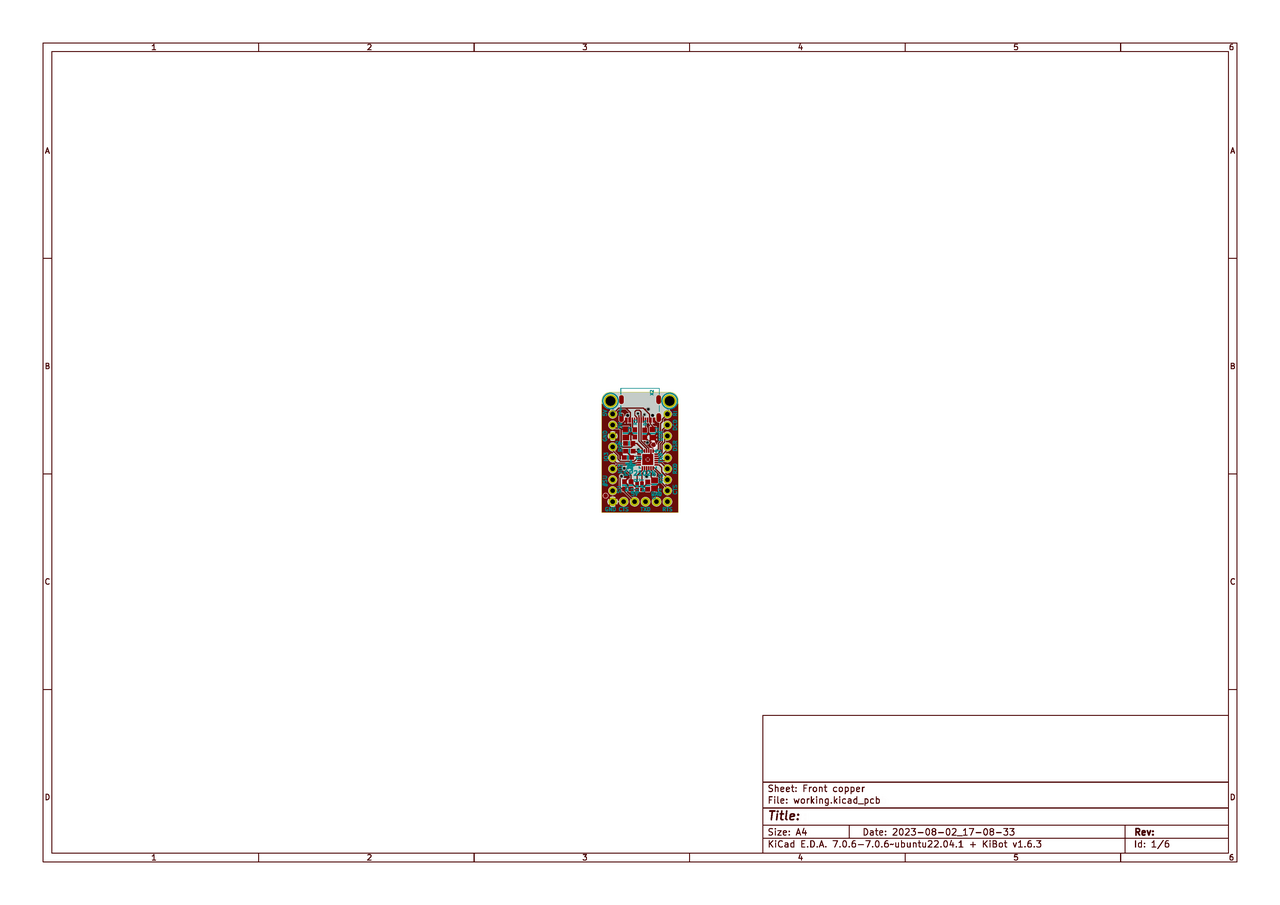 1 2 3 4 5 6
A A
B B
C C
D D
GND CTS TXD RTS
Sheet: Front copper
File: working.kicad_pcb
Title:
Size: A4 Date: 2023-08-02_17-08-33 Rev:
KiCad E.D.A. 7.0.6-7.0.6~ubuntu22.04.1 + KiBot v1.6.3 Id: 1/6
1 2 3 4 5 6